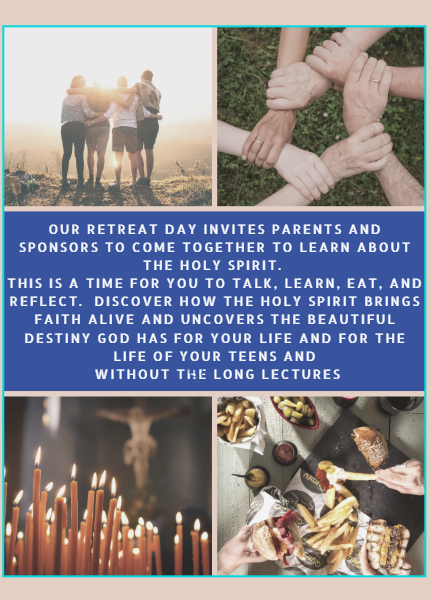 OUR RETREAT DAY INVITES PARENTS AND
SPONSORS TO COME TOGETHER TO LEARN ABOUT
THE HOLY SPIRIT.
THIS IS A TIME FOR YOU TO TALK, LEARN, EAT, AND
REFLECT. DISCOVER HOW THE HOLY SPIRIT BRINGS
FAITH ALIVE AND UNCOVERS THE BEAUTIFUL
DESTINY GOD HAS FOR YOUR LIFE AND FOR THE
LIFE OF YOUR TEENS AND
WITHOUT THE LONG LECTURES